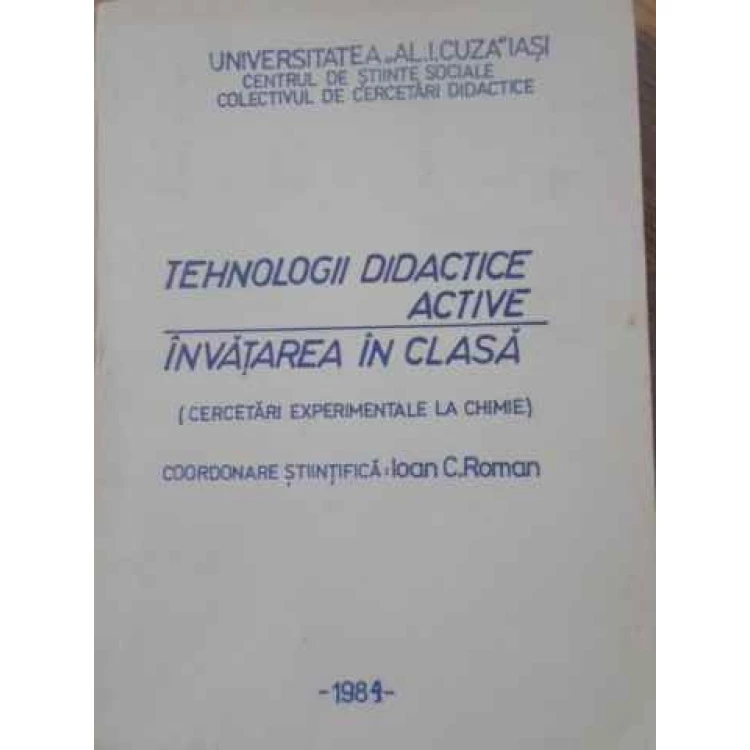 UNIVERSITATEA „AL.I.CUZA" IAȘI
CENTRUL DE ȘTIINȚE SOCIALE
COLECTIVUL DE CERCETĂRI DIDACTICE
TEHNOLOGII DIDACTICE
ACTIVE
ÎNVĂȚAREA ÎN CLASĂ
(CERCETĂRI EXPERIMENTALE LA CHIMIE)
COORDONARE ȘTIINȚIFICĂ: Ioan C. Roman